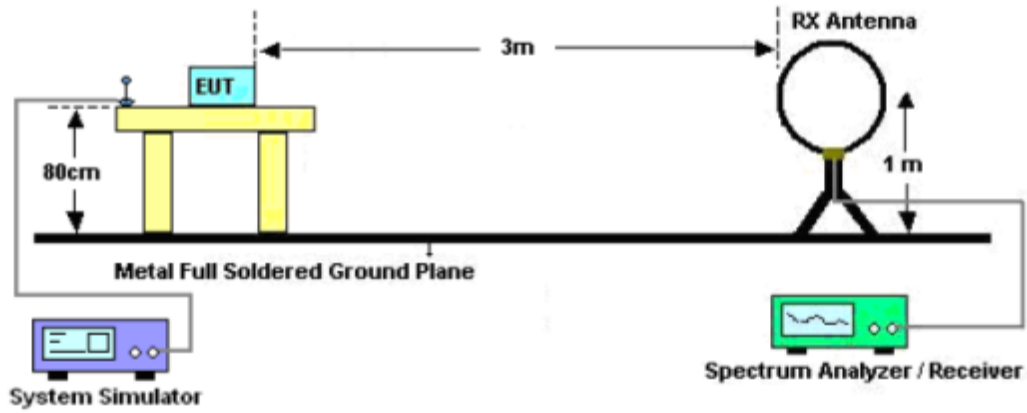 RX Antenna
3m
EUT
80cm
1 m
Metal Full Soldered Ground Plane
System Simulator
Spectrum Analyzer / Receiver